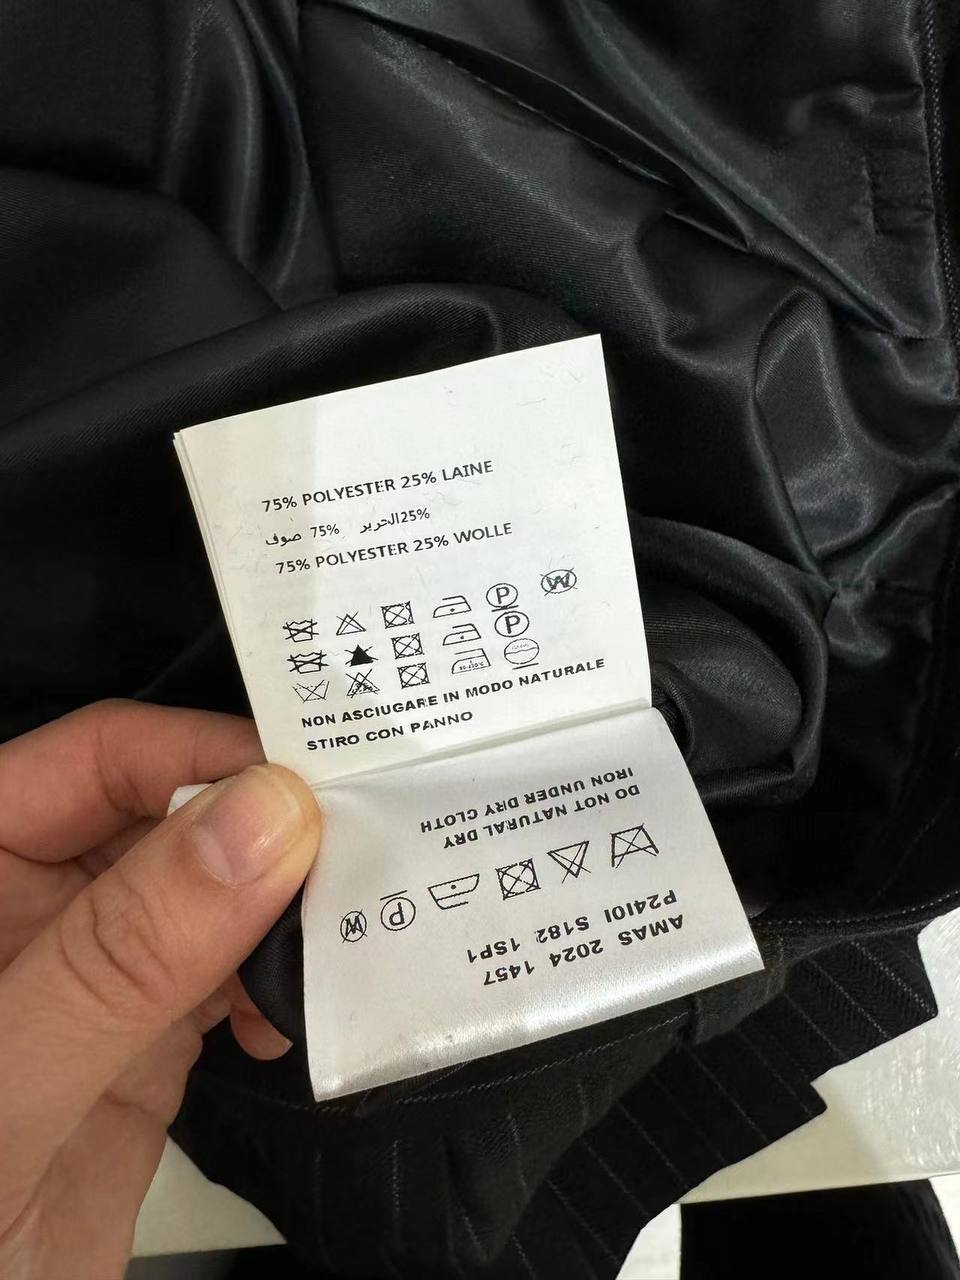 75% POLYESTER 25% LAINE
صوف 75% الحرير25%
75% POLYESTER 25% WOLLE
P W
P
NON ASCIUGARE IN MODO NATURALE
STIRO CON PANNO
AMAS 2024 1457
P24I0I S182 1SP1
P W
DO NOT NATURAL DRY
IRON UNDER DRY CLOTH